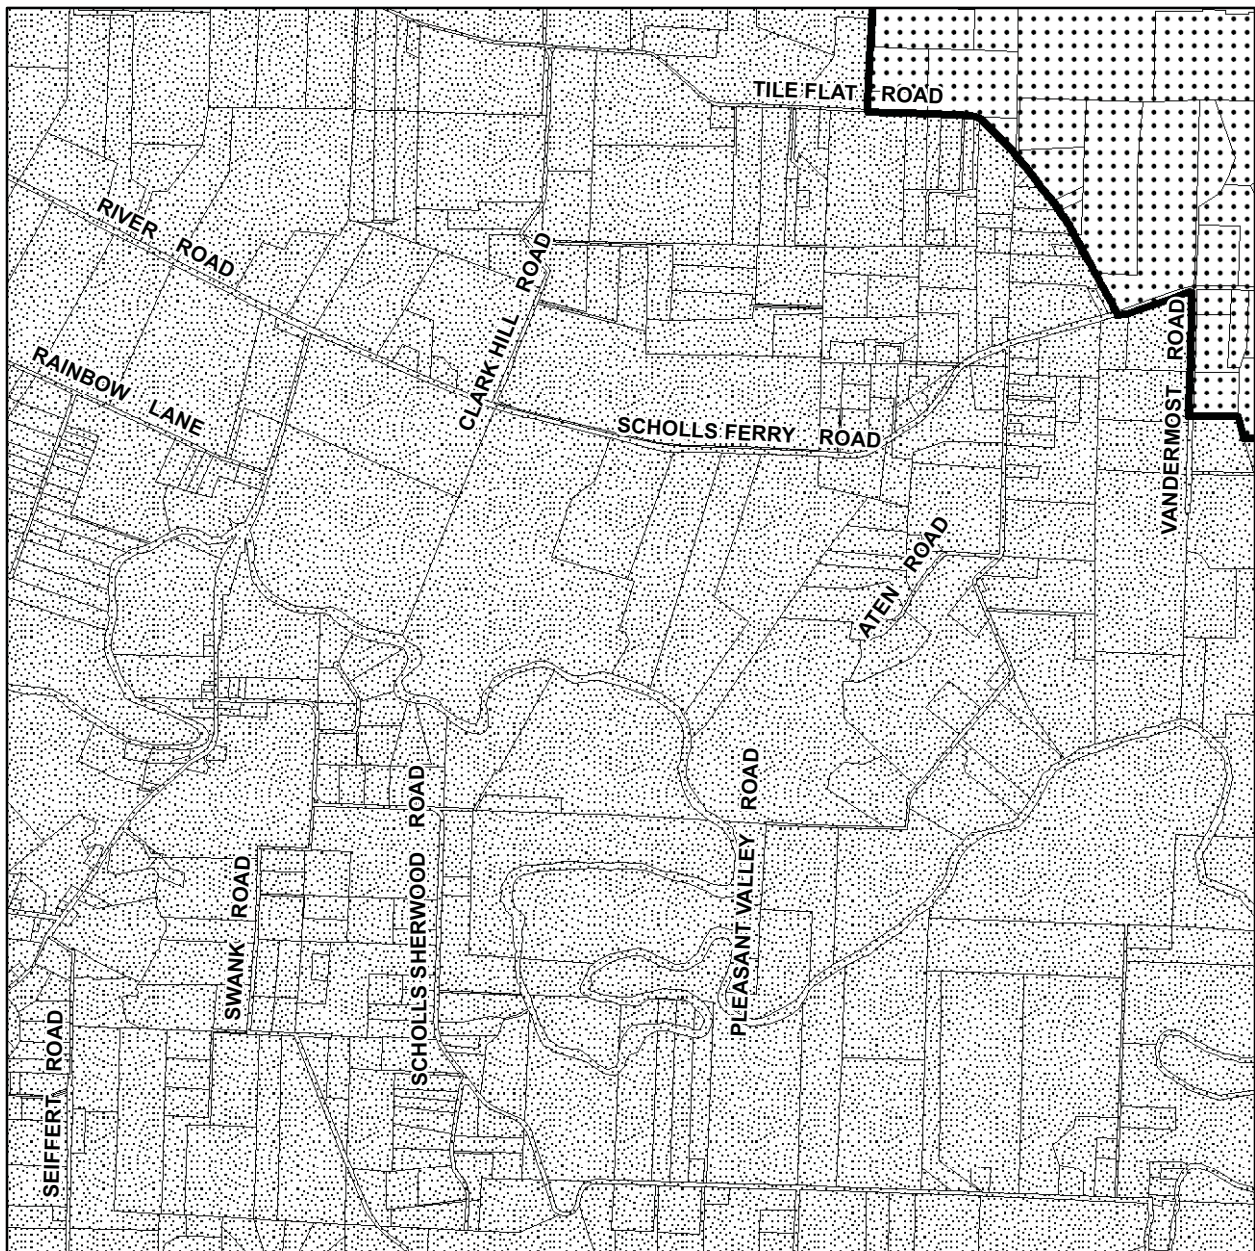 TILE FLAT ROAD
RIVER ROAD
CLARK HILL ROAD
RAINBOW LANE
VANDERMOST ROAD
SCHOLLS FERRY ROAD
ATEN ROAD
PLEASANT VALLEY ROAD
SCHOLLS SHERWOOD ROAD
SWANK ROAD
SEIFFERT ROAD